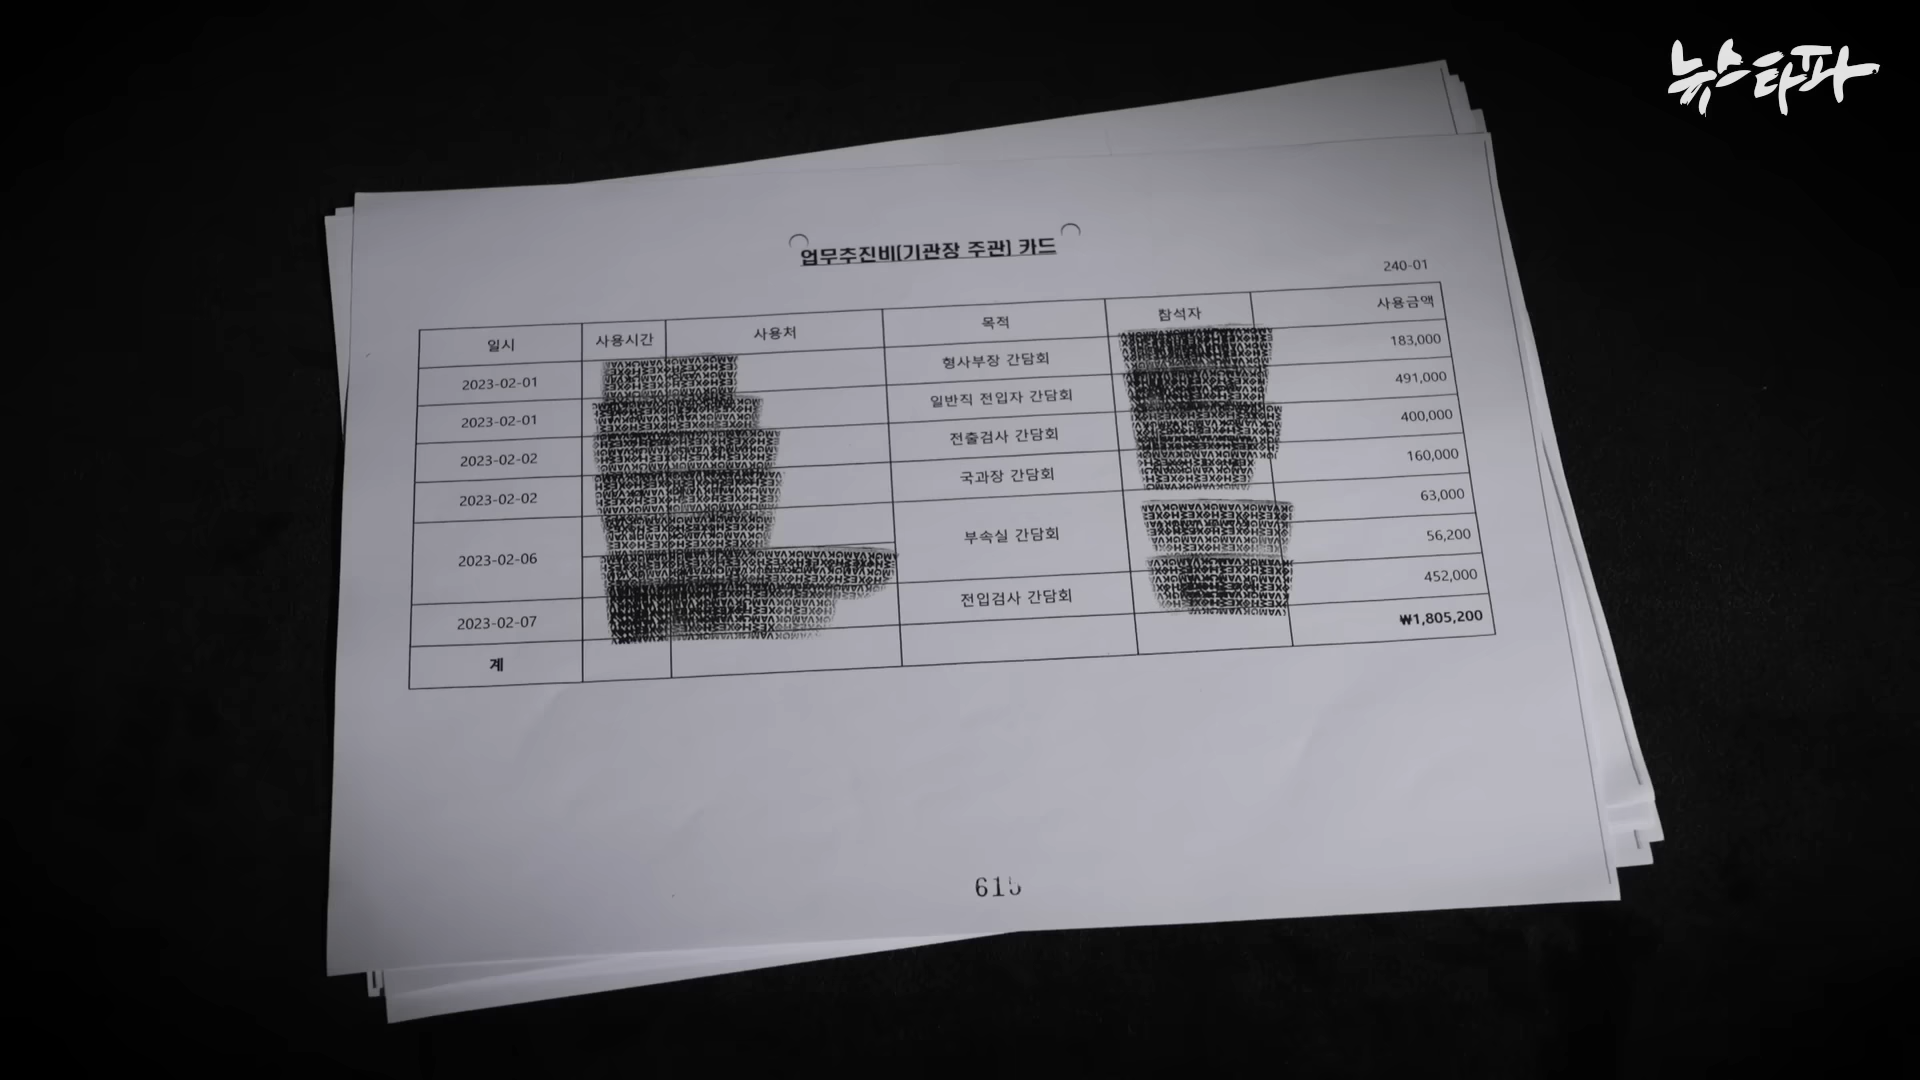 뉴스타파
업무추진비(기관장 주관) 카드
240-01
일시 사용시간 사용처 목적 참석자 사용금액
2023-02-01 형사부장 간담회 183,000
2023-02-01 일반직 전입자 간담회 491,000
2023-02-02 전출검사 간담회 400,000
2023-02-02 국과장 간담회 160,000
2023-02-06 부속실 간담회 63,000
56,200
2023-02-07 전입검사 간담회 452,000
계 ₩1,805,200
615